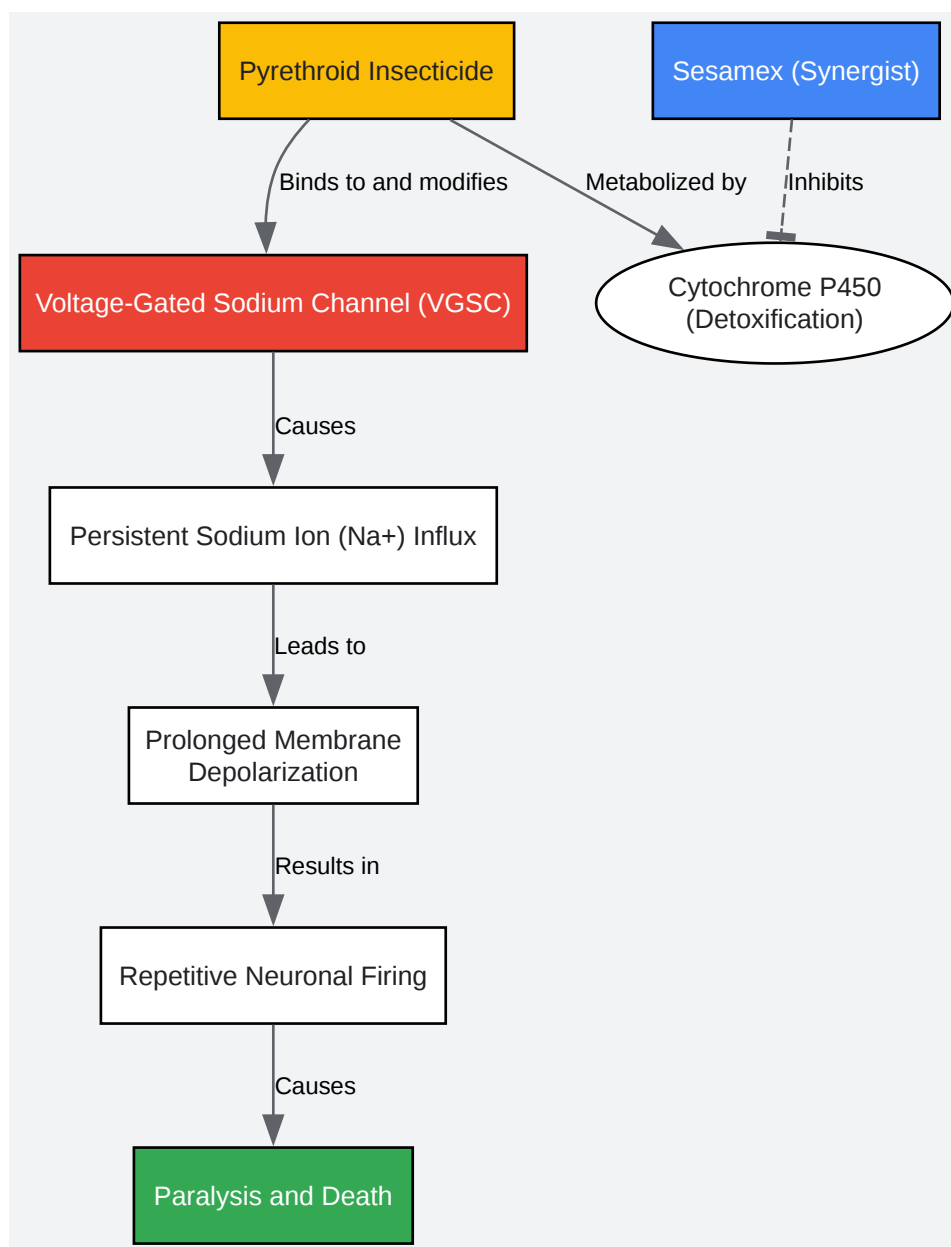 Pyrethroid Insecticide
Sesamex (Synergist)
Binds to and modifies
Metabolized by
Inhibits
Voltage-Gated Sodium Channel (VGSC)
Cytochrome P450
(Detoxification)
Causes
Persistent Sodium Ion (Na+) Influx
Leads to
Prolonged Membrane
Depolarization
Results in
Repetitive Neuronal Firing
Causes
Paralysis and Death